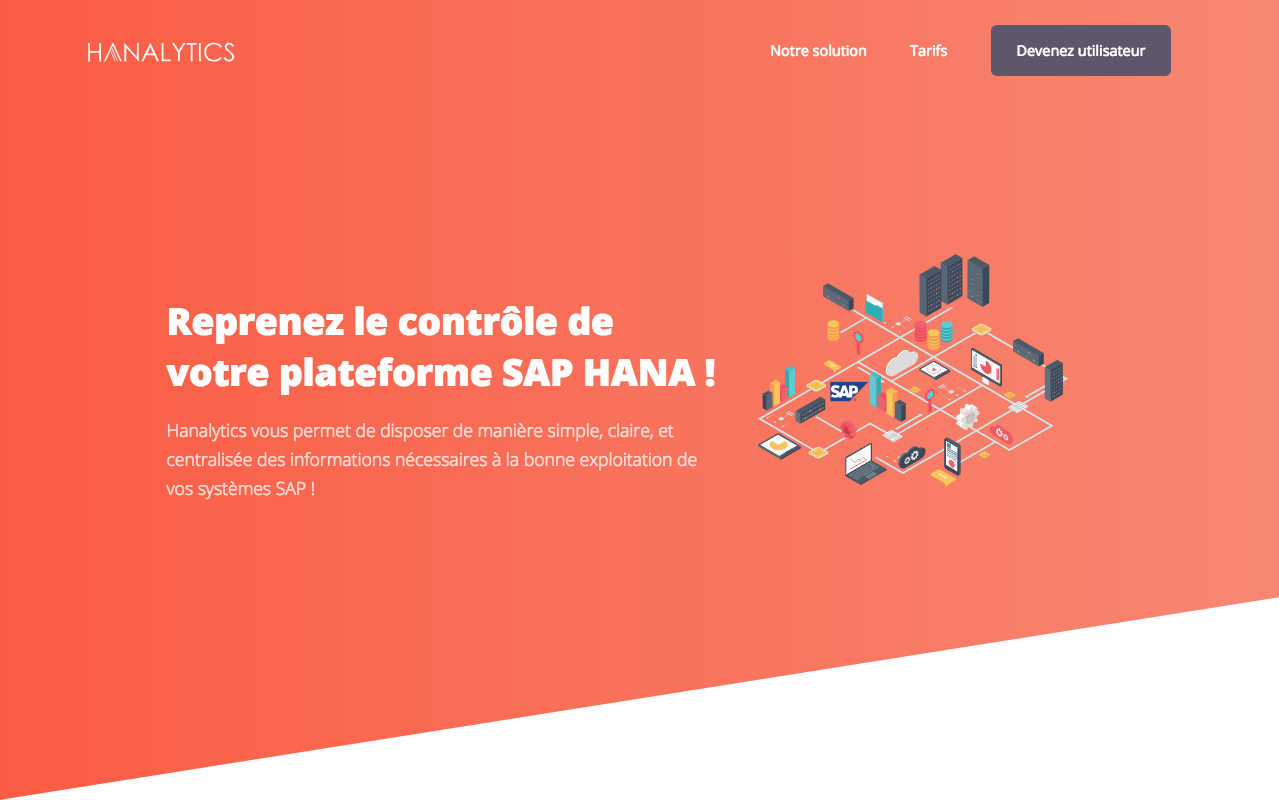 HANALYTICS
Notre solution
Tarifs
Devenez utilisateur
Reprenez le contrôle de
votre plateforme SAP HANA !
Hanalytics vous permet de disposer de manière simple, claire, et
centralisée des informations nécessaires à la bonne exploitation de
vos systèmes SAP !
SAP